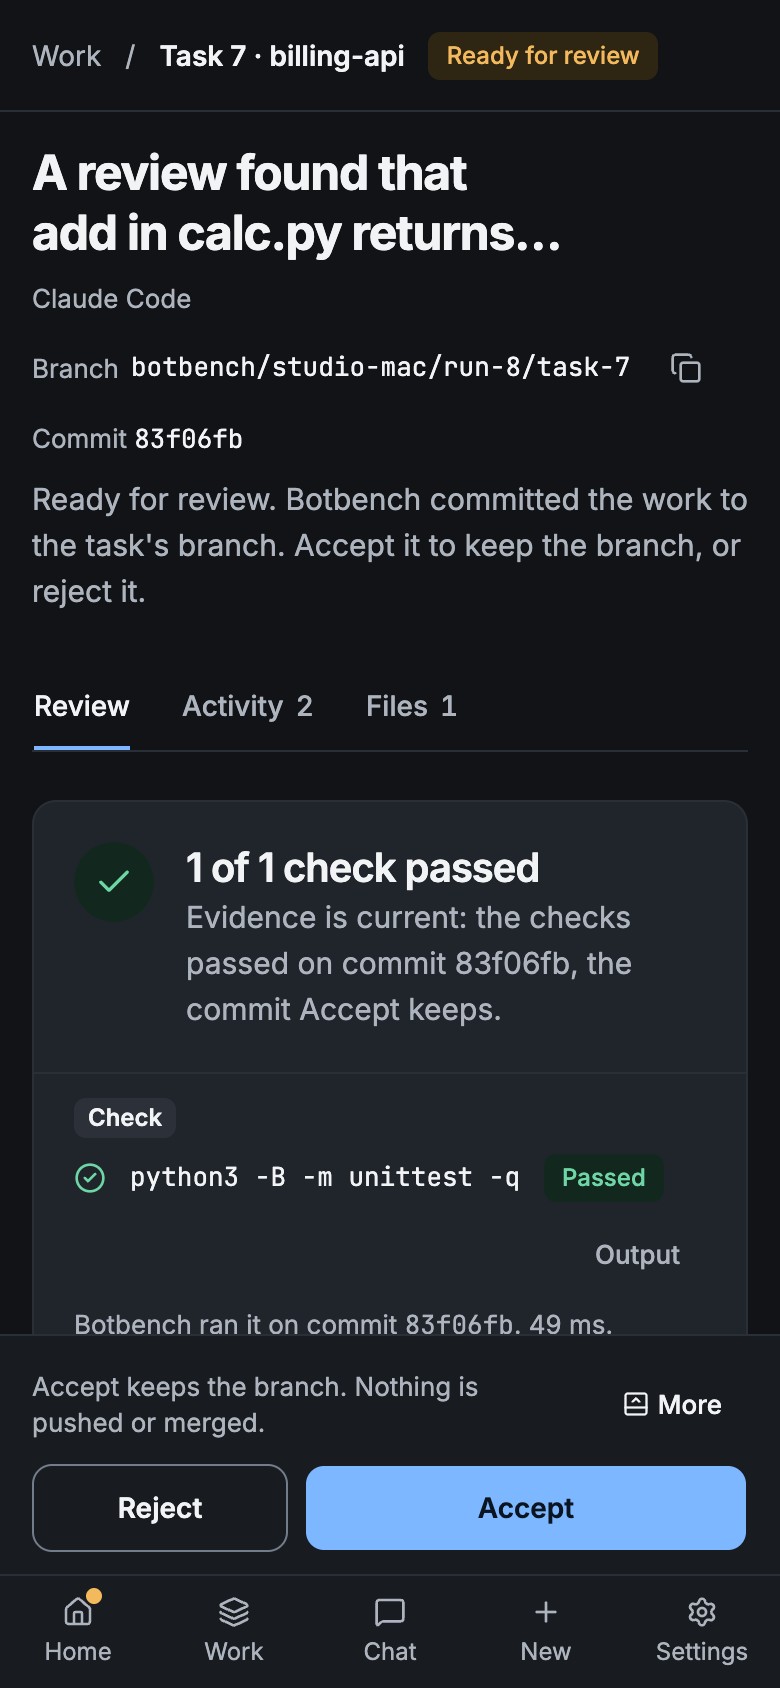 Work / Task 7 · billing-api Ready for review
A review found that
add in calc.py returns…
Claude Code
Branch botbench/studio-mac/run-8/task-7
Commit 83f06fb
Ready for review. Botbench committed the work to
the task's branch. Accept it to keep the branch, or
reject it.
Review Activity 2 Files 1
1 of 1 check passed
Evidence is current: the checks
passed on commit 83f06fb, the
commit Accept keeps.
Check
python3 -B -m unittest -q Passed
Output
Botbench ran it on commit 83f06fb. 49 ms.
Accept keeps the branch. Nothing is
pushed or merged.
More
Reject Accept
Home Work Chat New Settings